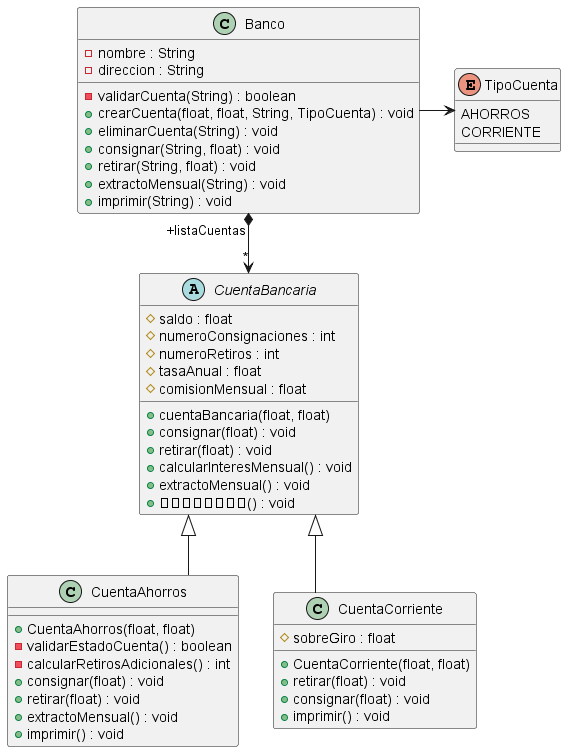 C Banco
nombre : String
direccion : String
validarCuenta(String) : boolean
crearCuenta(float, float, String, TipoCuenta) : void
eliminarCuenta(String) : void
consignar(String, float) : void
retirar(String, float) : void
extractoMensual(String) : void
imprimir(String) : void
E TipoCuenta
AHORROS
CORRIENTE
+listaCuentas
*
A CuentaBancaria
saldo : float
numeroConsignaciones : int
numeroRetiros : int
tasaAnual : float
comisionMensual : float
cuentaBancaria(float, float)
consignar(float) : void
retirar(float) : void
calcularInteresMensual() : void
extractoMensual() : void
() : void
C CuentaAhorros
CuentaAhorros(float, float)
validarEstadoCuenta() : boolean
calcularRetirosAdicionales() : int
consignar(float) : void
retirar(float) : void
extractoMensual() : void
imprimir() : void
C CuentaCorriente
sobreGiro : float
CuentaCorriente(float, float)
retirar(float) : void
consignar(float) : void
imprimir() : void